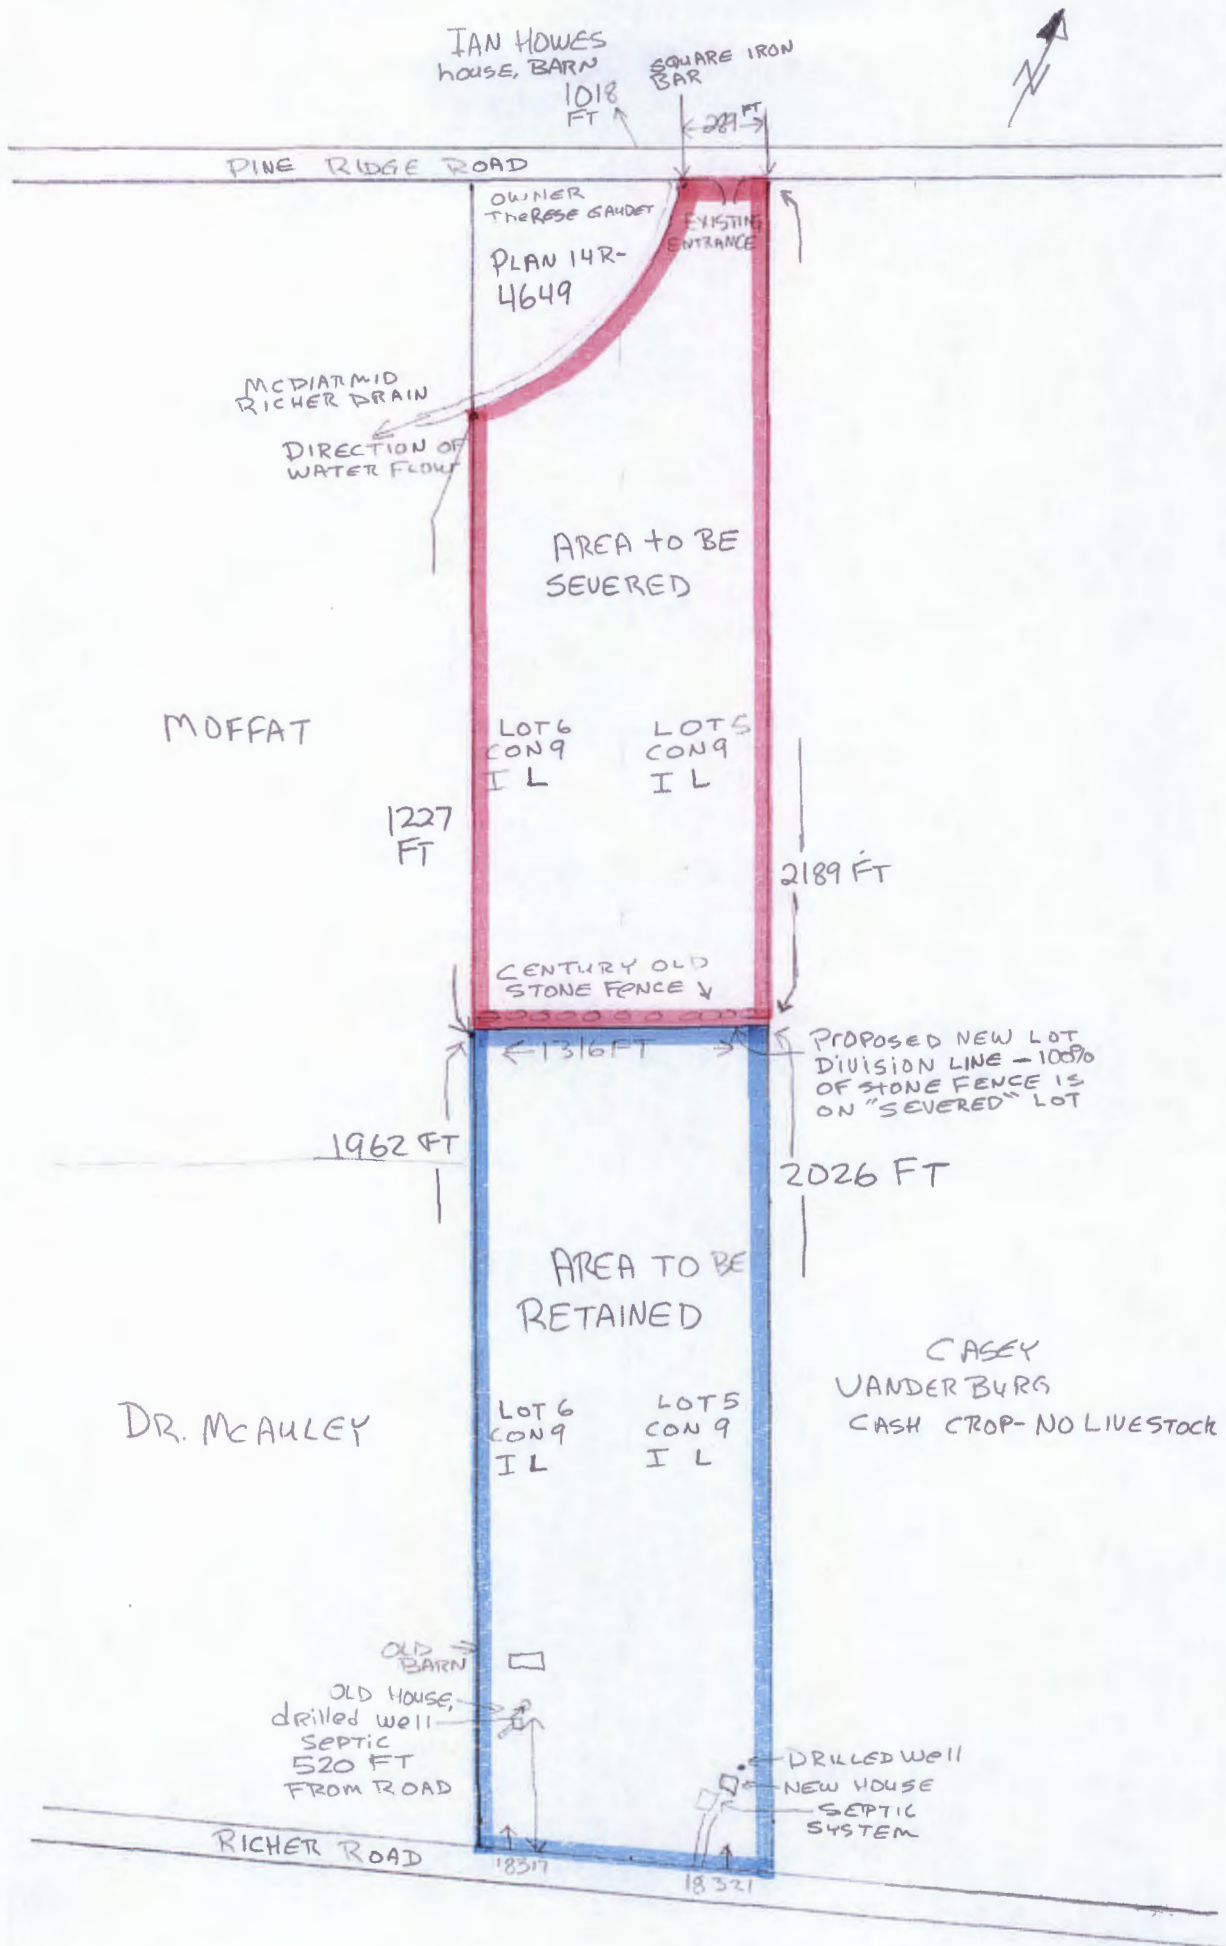 IAN HOWES
house, BARN
1018
FT
SQUARE IRON
BAR
289 FT
N
PINE RIDGE ROAD
OWNER
THERESE GAUDET
PLAN 14R-
4649
EXISTING
ENTRANCE
MCDIARMID
RICHER DRAIN
DIRECTION OF
WATER FLOW
AREA to BE
SEVERED
MOFFAT
LOT 6
CON 9
I L
LOT 5
CON 9
I L
1227
FT
2189 FT
CENTURY OLD
STONE FENCE
1316 FT
PROPOSED NEW LOT
DIVISION LINE - 100%
OF STONE FENCE IS
ON "SEVERED" LOT
1962 FT
2026 FT
AREA TO BE
RETAINED
CASEY
VANDER BURG
CASH CROP - NO LIVESTOCK
DR. MCAULEY
LOT 6
CON 9
I L
LOT 5
CON 9
I L
OLD
BARN
OLD HOUSE,
drilled well
SEPTIC
520 FT
FROM ROAD
DRILLED Well
NEW HOUSE
SEPTIC
SYSTEM
RICHER ROAD
18317
18321